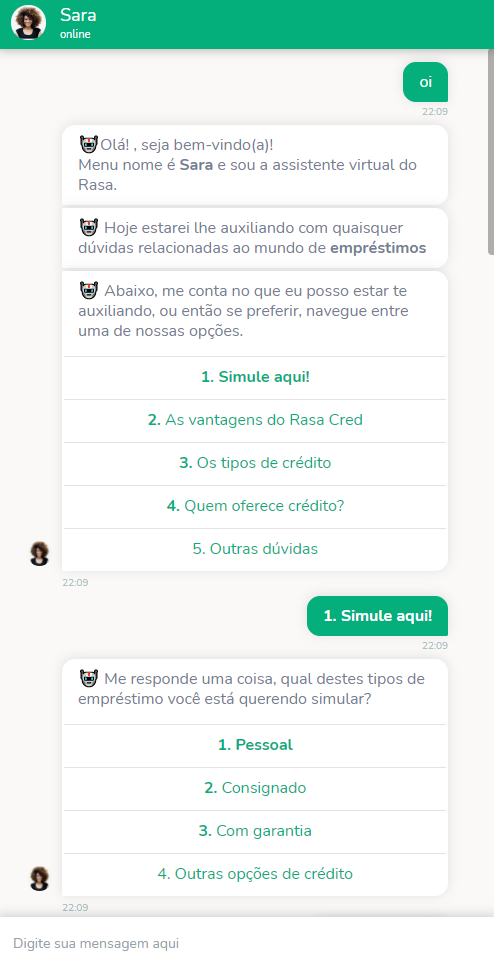 Sara
online
oi
22:09
Olá! , seja bem-vindo(a)!
Menu nome é Sara e sou a assistente virtual do
Rasa.
Hoje estarei lhe auxiliando com quaisquer
dúvidas relacionadas ao mundo de empréstimos
Abaixo, me conta no que eu posso estar te
auxiliando, ou então se preferir, navegue entre
uma de nossas opções.
1. Simule aqui!
2. As vantagens do Rasa Cred
3. Os tipos de crédito
4. Quem oferece crédito?
5. Outras dúvidas
22:09
1. Simule aqui!
22:09
Me responde uma coisa, qual destes tipos de
empréstimo você está querendo simular?
1. Pessoal
2. Consignado
3. Com garantia
4. Outras opções de crédito
22:09
Digite sua mensagem aqui